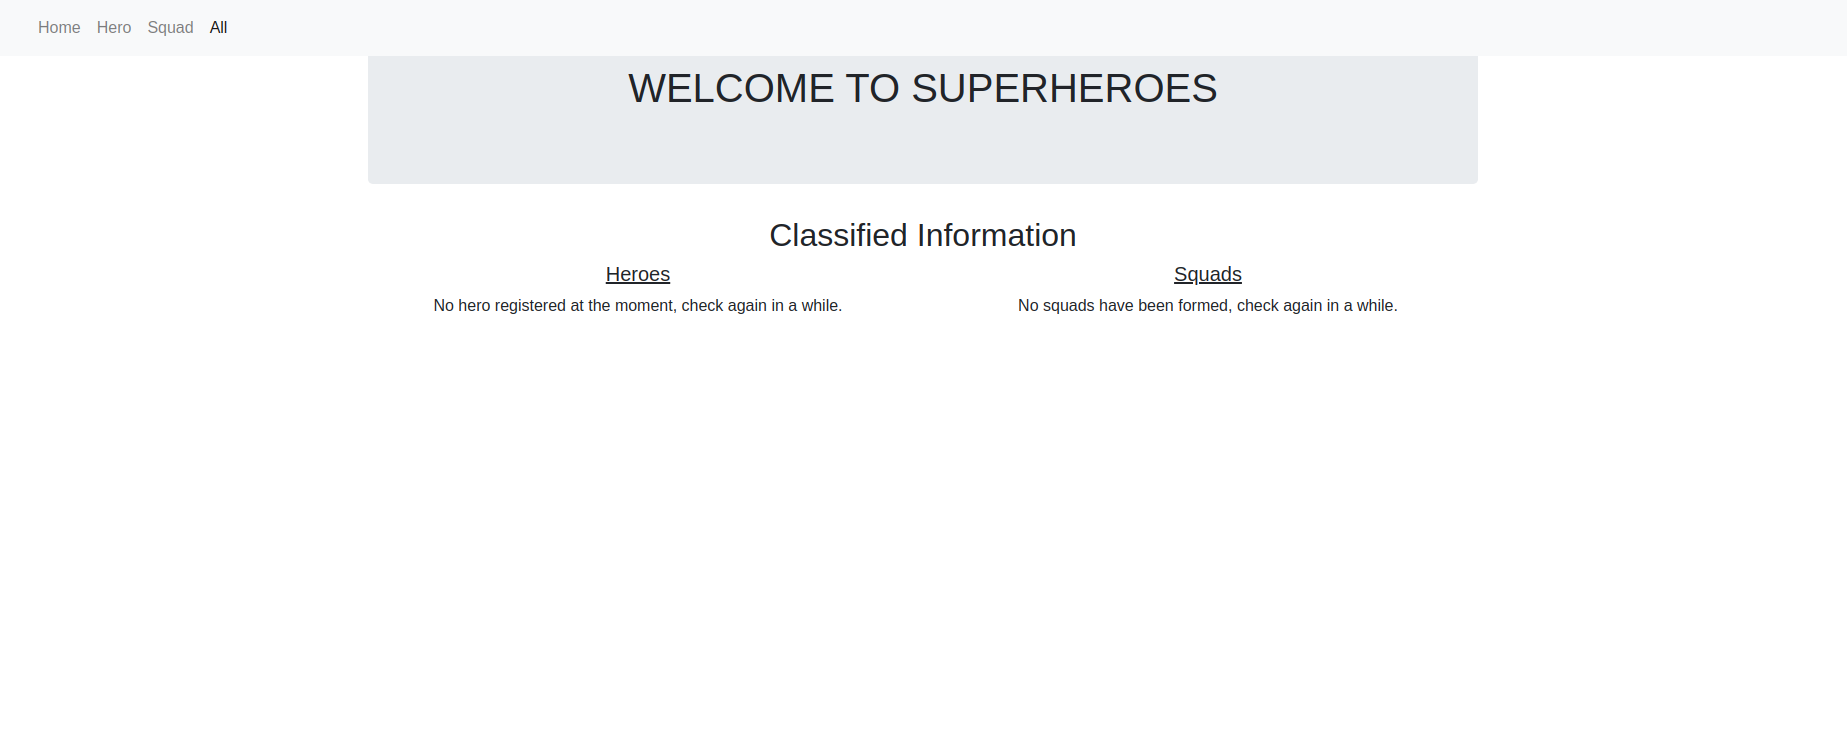 Home Hero Squad All
WELCOME TO SUPERHEROES
Classified Information
Heroes
No hero registered at the moment, check again in a while.
Squads
No squads have been formed, check again in a while.